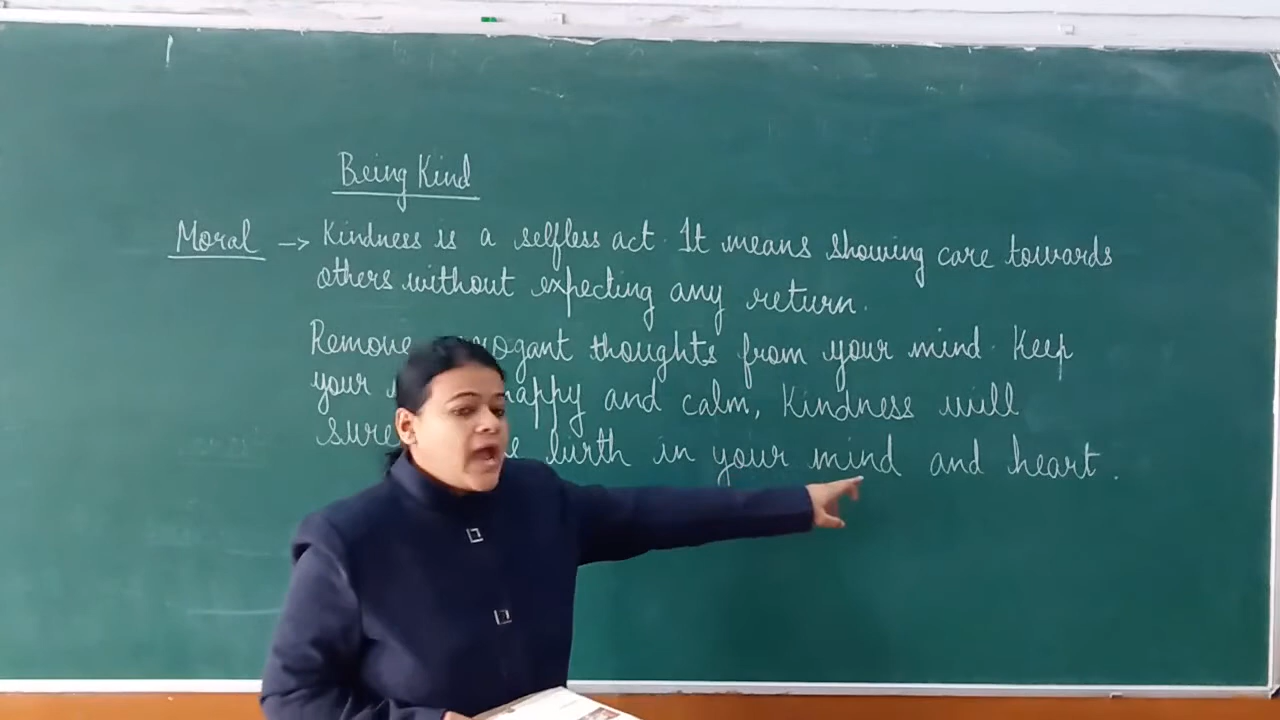 Being Kind
Moral → Kindness is a selfless act. It means showing care towards
others without expecting any return.
Remove thoughts from your mind. Keep
your and calm, Kindness will
birth in your mind and heart.